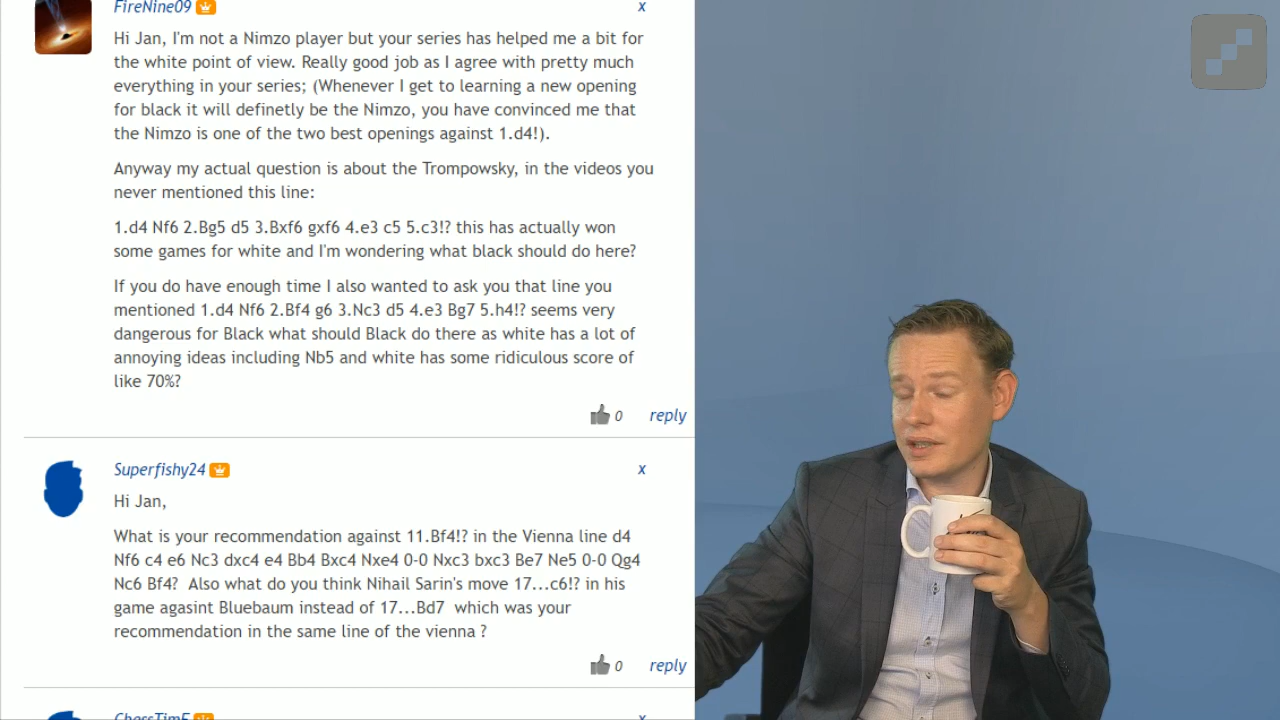 FireNine09
x
Hi Jan, I'm not a Nimzo player but your series has helped me a bit for
the white point of view. Really good job as I agree with pretty much
everything in your series; (Whenever I get to learning a new opening
for black it will definetly be the Nimzo, you have convinced me that
the Nimzo is one of the two best openings against 1.d4!).
Anyway my actual question is about the Trompowsky, in the videos you
never mentioned this line:
1.d4 Nf6 2.Bg5 d5 3.Bxf6 gxf6 4.e3 c5 5.c3!? this has actually won
some games for white and I'm wondering what black should do here?
If you do have enough time I also wanted to ask you that line you
mentioned 1.d4 Nf6 2.Bf4 g6 3.Nc3 d5 4.e3 Bg7 5.h4!? seems very
dangerous for Black what should Black do there as white has a lot of
annoying ideas including Nb5 and white has some ridiculous score of
like 70%?
0 reply
Superfishy24
x
Hi Jan,
What is your recommendation against 11.Bf4!? in the Vienna line d4
Nf6 c4 e6 Nc3 dxc4 e4 Bb4 Bxc4 Nxe4 0-0 Nxc3 bxc3 Be7 Ne5 0-0 Qg4
Nc6 Bf4?  Also what do you think Nihail Sarin's move 17...c6!? in his
game agasint Bluebaum instead of 17...Bd7  which was your
recommendation in the same line of the vienna ?
0 reply
ChessTimE
x